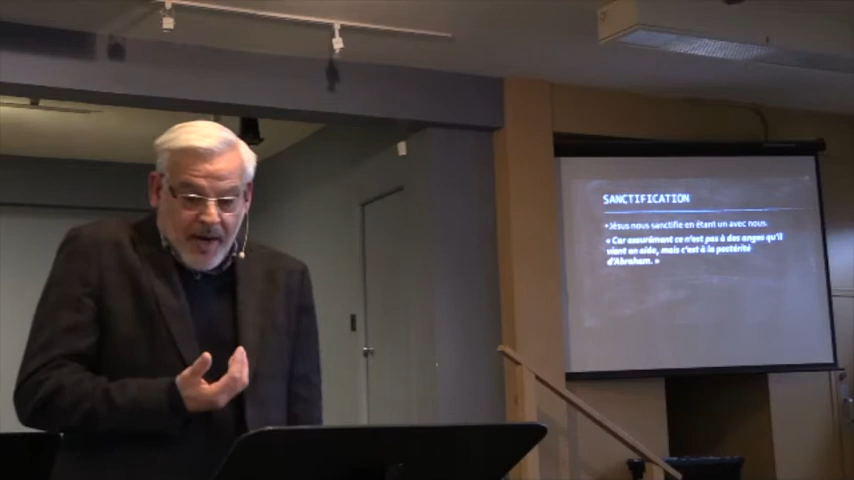 SANCTIFICATION
•Jésus nous sanctifie en étant un avec nous.
« Car assurément ce n'est pas à des anges qu'il
vient en aide, mais c'est à la postérité
d'Abraham. »